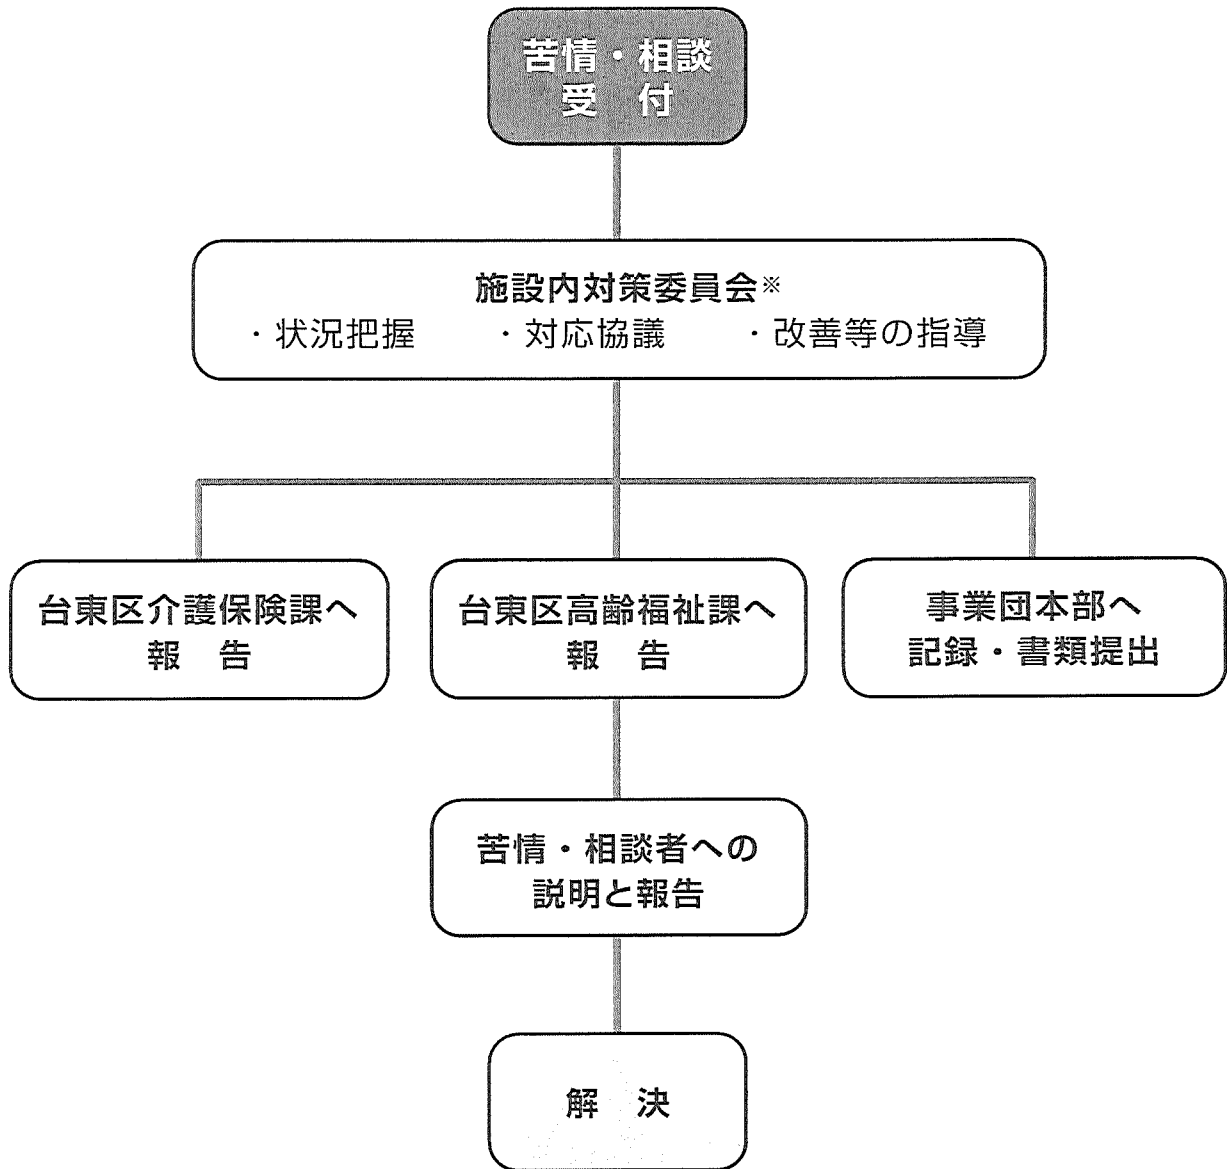 苦情・相談
受　付
施設内対策委員会※
・状況把握　・対応協議　・改善等の指導
台東区介護保険課へ
報　告
台東区高齢福祉課へ
報　告
事業団本部へ
記録・書類提出
苦情・相談者への
説明と報告
解　決